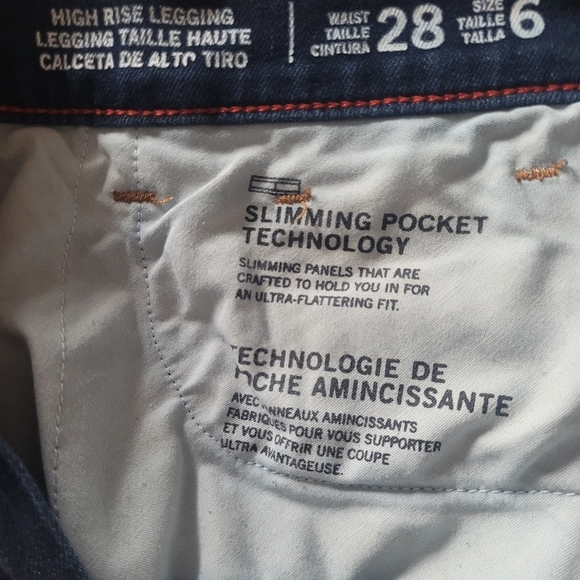 HIGH RISE LEGGING
LEGGING TAILLE HAUTE
CALCETA DE ALTO TIRO
WAIST
TAILLE
CINTURA
28
SIZE
TAILLE
TALLA
6
SLIMMING POCKET
TECHNOLOGY
SLIMMING PANELS THAT ARE
CRAFTED TO HOLD YOU IN FOR
AN ULTRA-FLATTERING FIT.
TECHNOLOGIE DE
OCHE AMINCISSANTE
AVEC NNEAUX AMINCISSANTS
FABRIQUÉS POUR VOUS SUPPORTER
ET VOUS OFFRIR UNE COUPE
ULTRA AVANTAGEUSE.